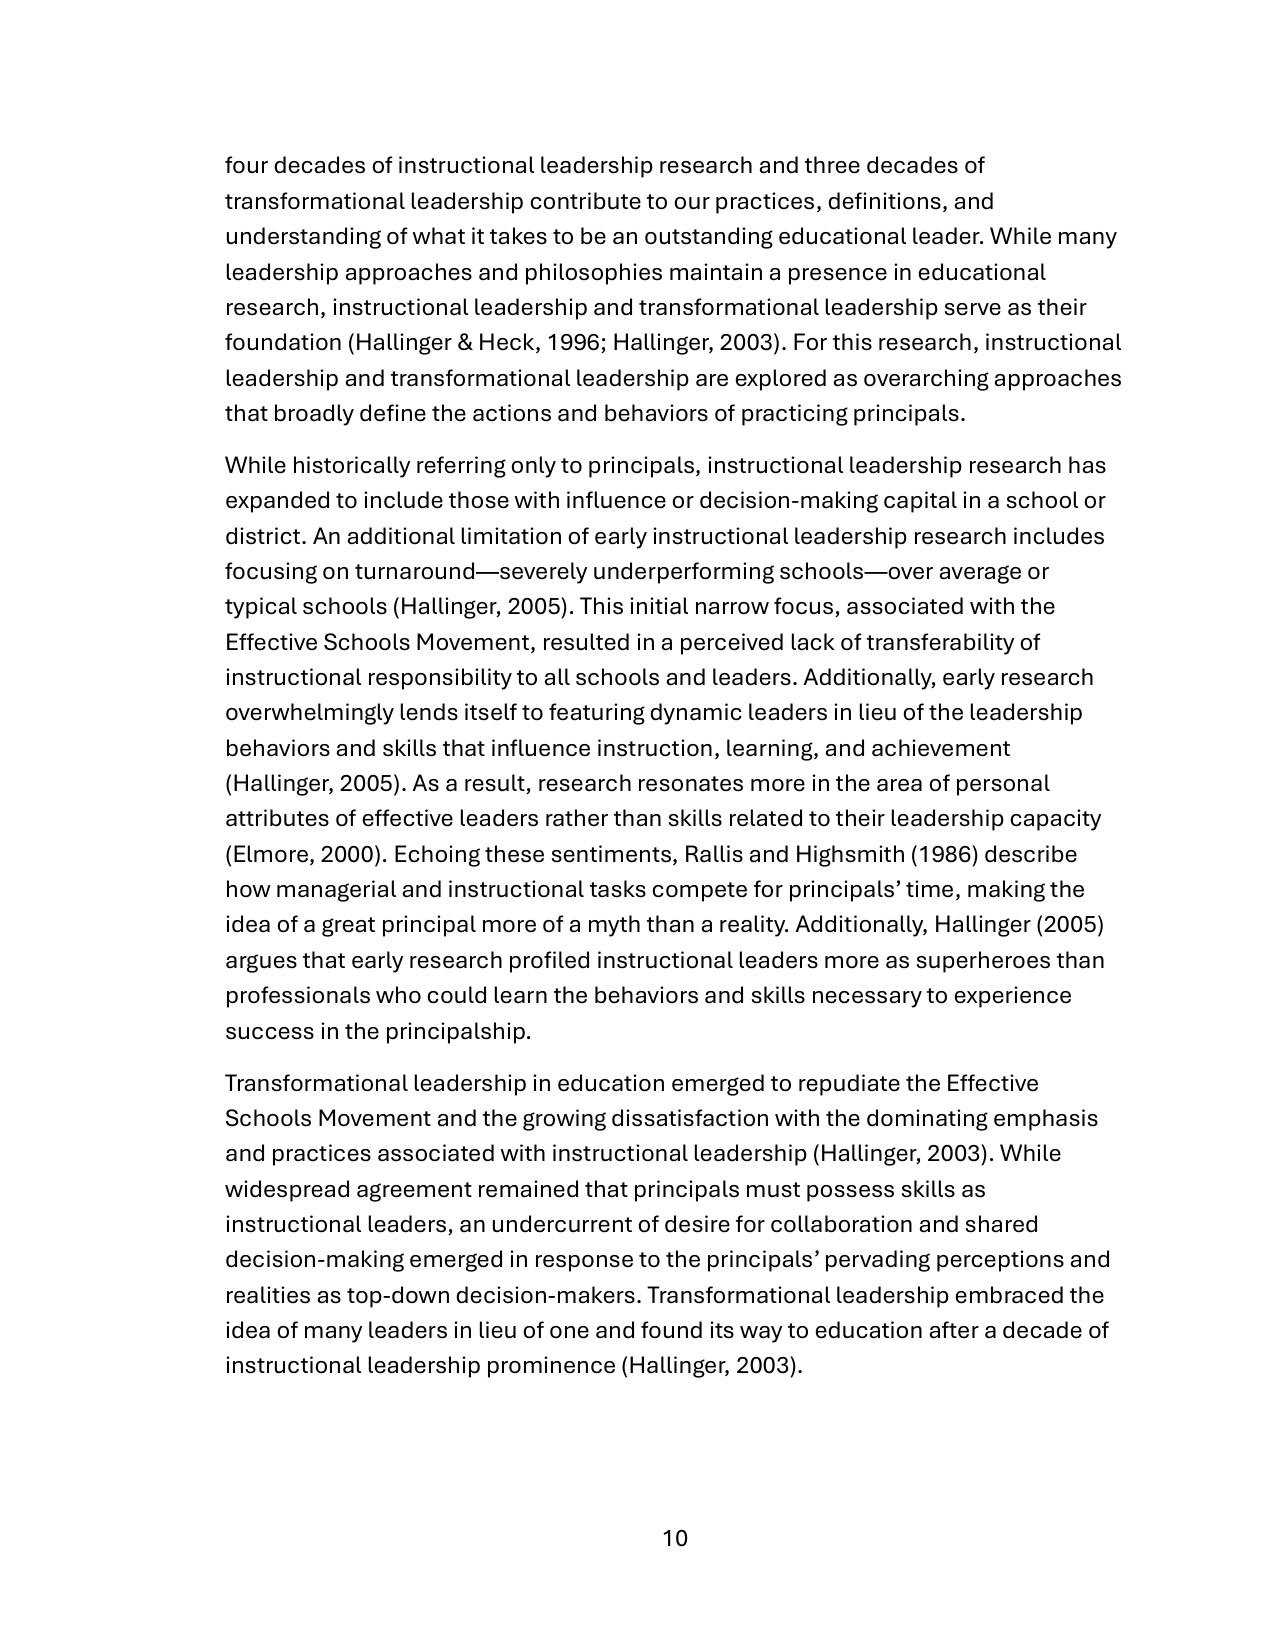 four decades of instructional leadership research and three decades of
transformational leadership contribute to our practices, definitions, and
understanding of what it takes to be an outstanding educational leader. While many
leadership approaches and philosophies maintain a presence in educational
research, instructional leadership and transformational leadership serve as their
foundation (Hallinger & Heck, 1996; Hallinger, 2003). For this research, instructional
leadership and transformational leadership are explored as overarching approaches
that broadly define the actions and behaviors of practicing principals.
While historically referring only to principals, instructional leadership research has
expanded to include those with influence or decision-making capital in a school or
district. An additional limitation of early instructional leadership research includes
focusing on turnaround—severely underperforming schools—over average or
typical schools (Hallinger, 2005). This initial narrow focus, associated with the
Effective Schools Movement, resulted in a perceived lack of transferability of
instructional responsibility to all schools and leaders. Additionally, early research
overwhelmingly lends itself to featuring dynamic leaders in lieu of the leadership
behaviors and skills that influence instruction, learning, and achievement
(Hallinger, 2005). As a result, research resonates more in the area of personal
attributes of effective leaders rather than skills related to their leadership capacity
(Elmore, 2000). Echoing these sentiments, Rallis and Highsmith (1986) describe
how managerial and instructional tasks compete for principals’ time, making the
idea of a great principal more of a myth than a reality. Additionally, Hallinger (2005)
argues that early research profiled instructional leaders more as superheroes than
professionals who could learn the behaviors and skills necessary to experience
success in the principalship.
Transformational leadership in education emerged to repudiate the Effective
Schools Movement and the growing dissatisfaction with the dominating emphasis
and practices associated with instructional leadership (Hallinger, 2003). While
widespread agreement remained that principals must possess skills as
instructional leaders, an undercurrent of desire for collaboration and shared
decision-making emerged in response to the principals’ pervading perceptions and
realities as top-down decision-makers. Transformational leadership embraced the
idea of many leaders in lieu of one and found its way to education after a decade of
instructional leadership prominence (Hallinger, 2003).
10